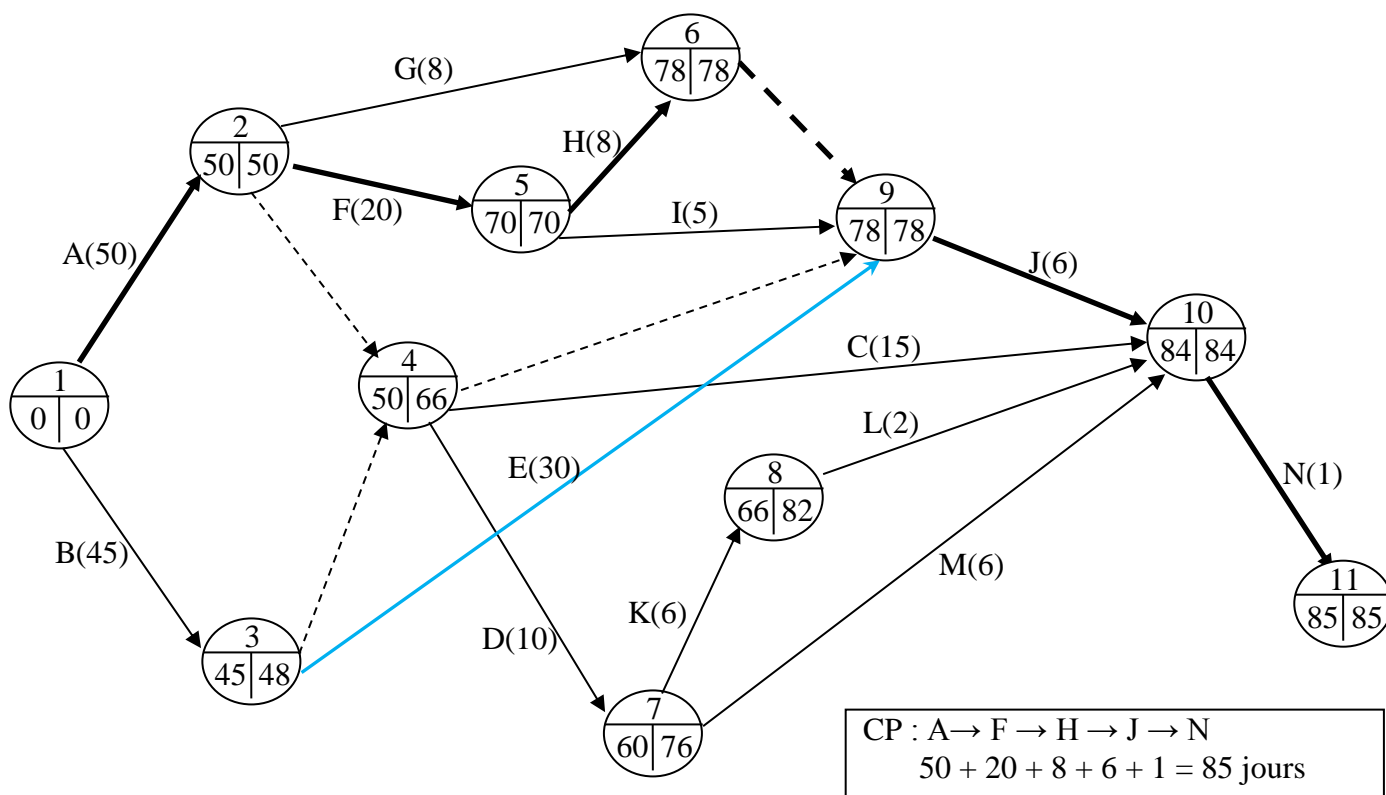 6
78 78
G(8)
2
50 50
H(8)
5
70 70
F(20)
I(5)
9
78 78
A(50)
J(6)
10
84 84
C(15)
4
50 66
1
0 0
L(2)
E(30)
8
66 82
N(1)
B(45)
M(6)
11
85 85
K(6)
3
45 48
D(10)
7
60 76
CP : A→ F → H → J → N
50 + 20 + 8 + 6 + 1 = 85 jours